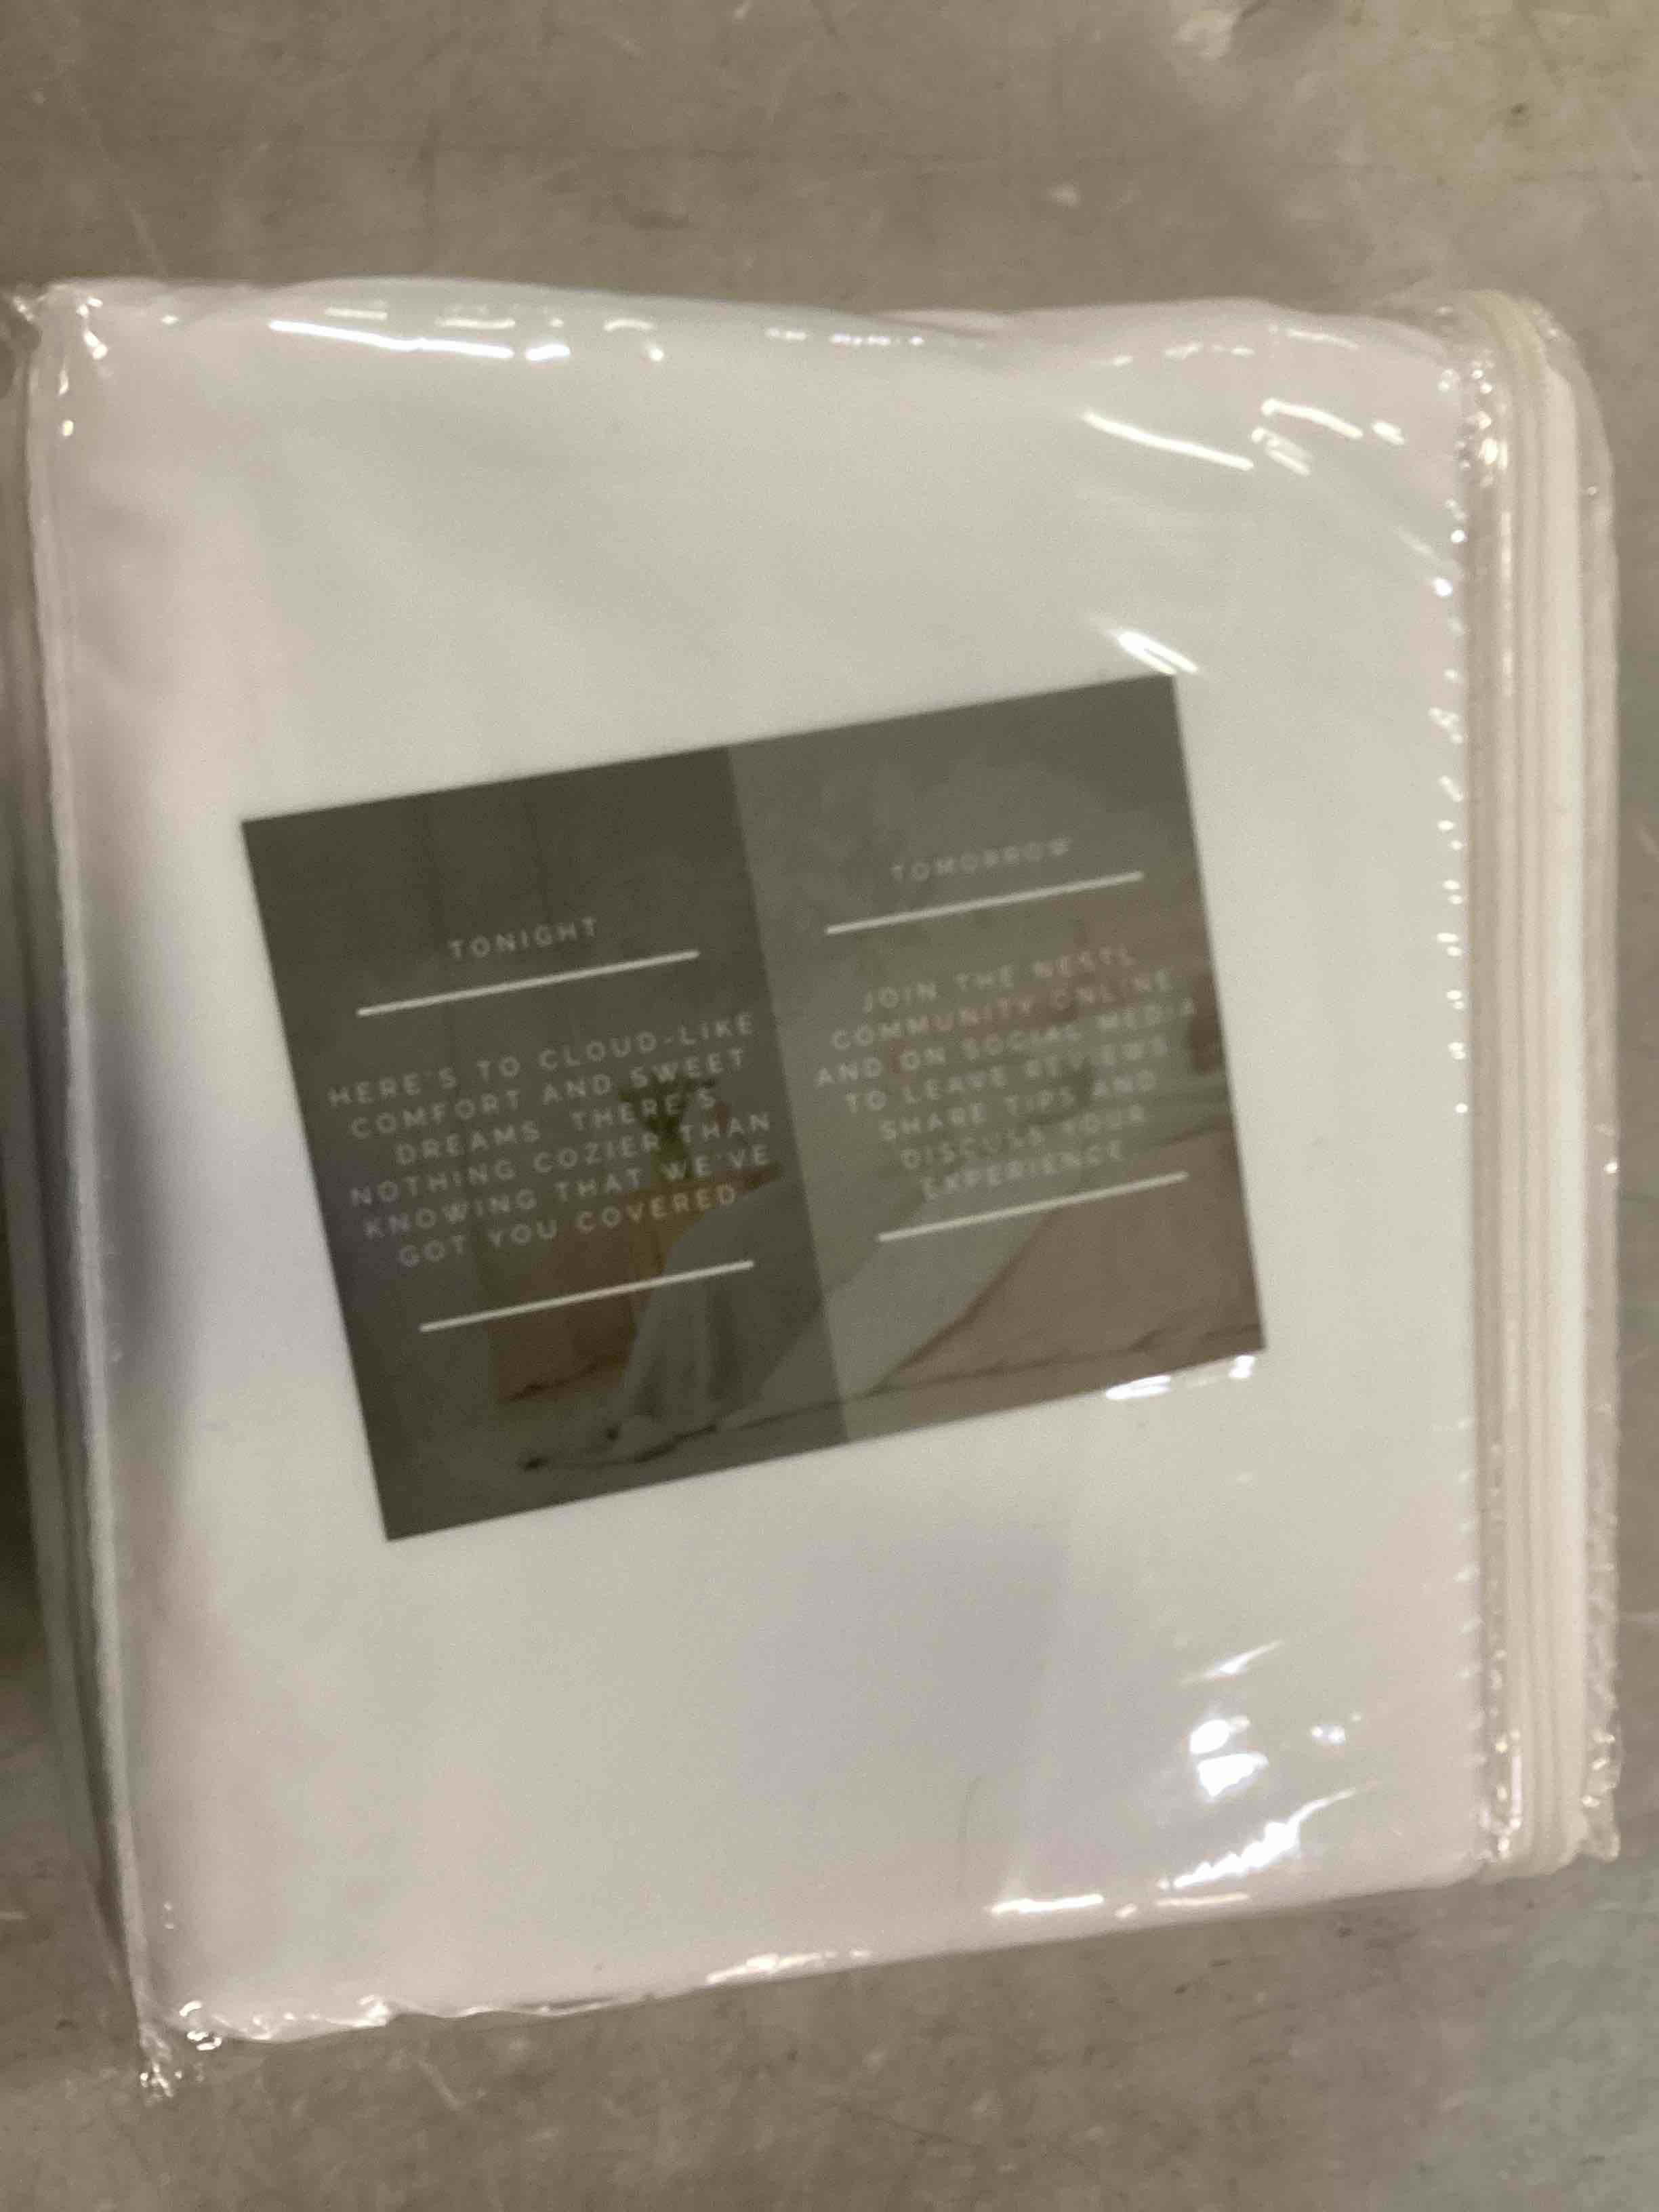 TONIGHT
HERE'S TO CLOUD-LIKE
COMFORT AND SWEET
DREAMS. THERE'S
NOTHING COZIER THAN
KNOWING THAT WE'VE
GOT YOU COVERED.
TOMORROW
JOIN THE NESTL
COMMUNITY ONLINE
AND ON SOCIAL MEDIA
TO LEAVE REVIEWS
SHARE TIPS AND
DISCUSS YOUR
EXPERIENCE